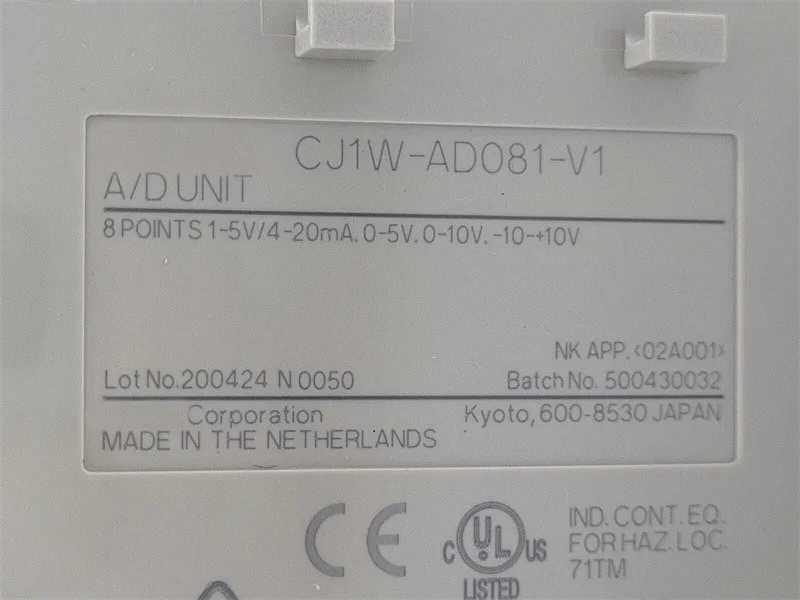 CJ1W-AD081-V1
A/D UNIT
8 POINTS 1-5V/4-20mA. 0-5V. 0-10V. -10-+10V
NK APP. <02A001>
Lot No. 200424 N 0050 Batch No. 500430032
Corporation Kyoto, 600-8530 JAPAN
MADE IN THE NETHERLANDS
CE
C UL US
LISTED
IND. CONT. EQ.
FOR HAZ. LOC.
71TM